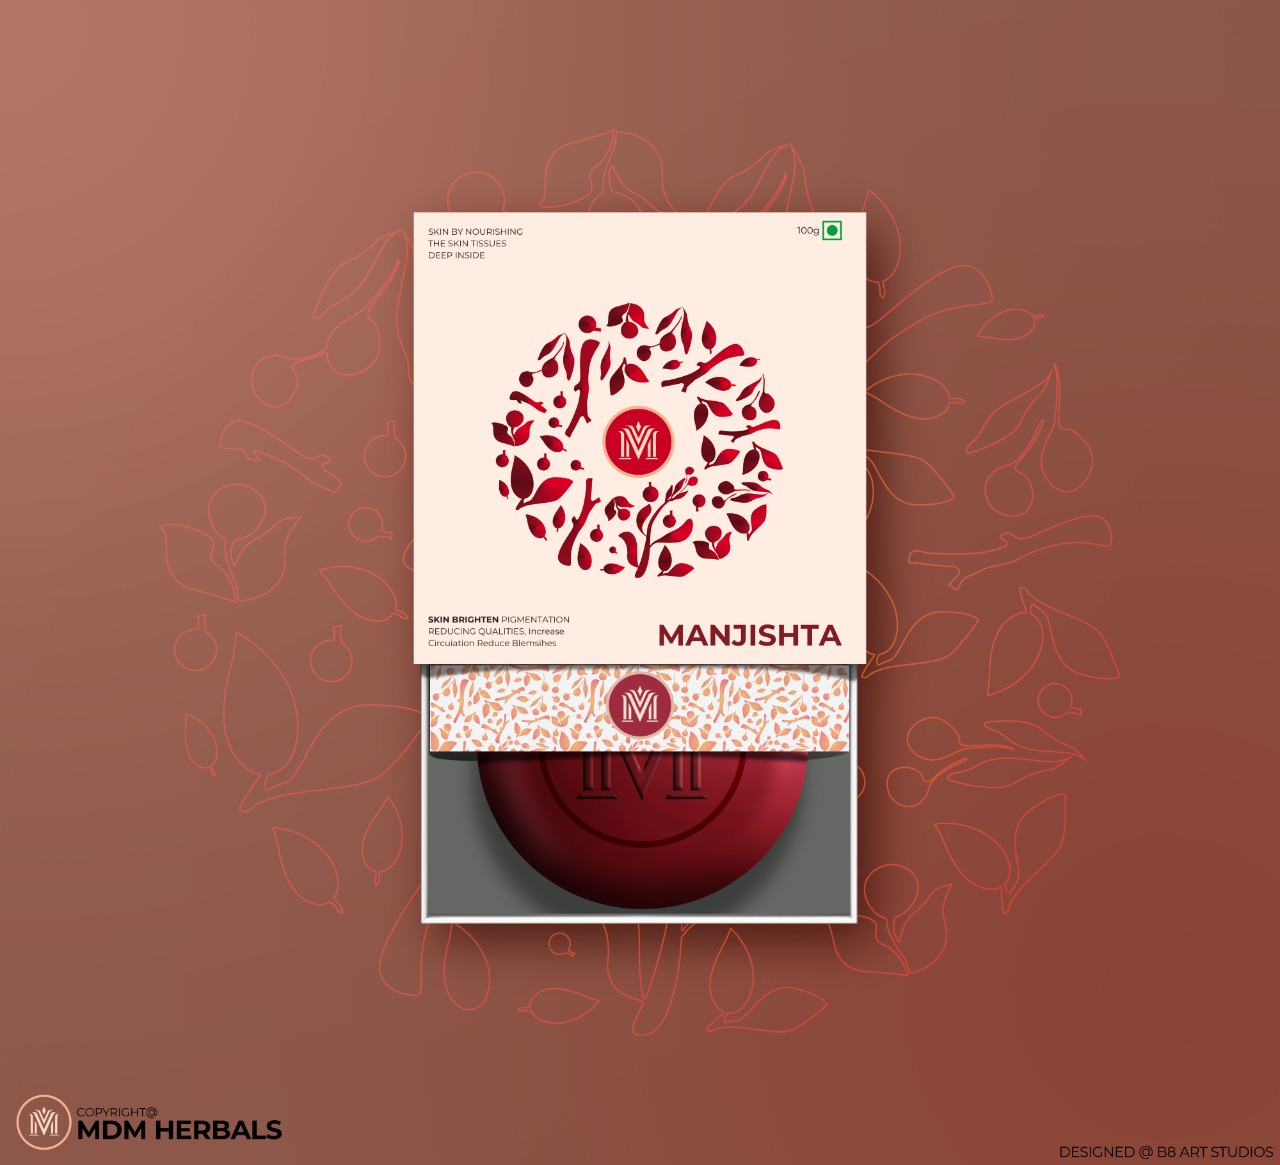 SKIN BY NOURISHING
THE SKIN TISSUES
DEEP INSIDE
100g
M
SKIN BRIGHTEN PIGMENTATION
REDUCING QUALITIES, Increase
Circuiation Reduce Blemsihes
MANJISHTA
M
M
M
COPYRIGHT@
MDM HERBALS
DESIGNED @ B8 ART STUDIOS